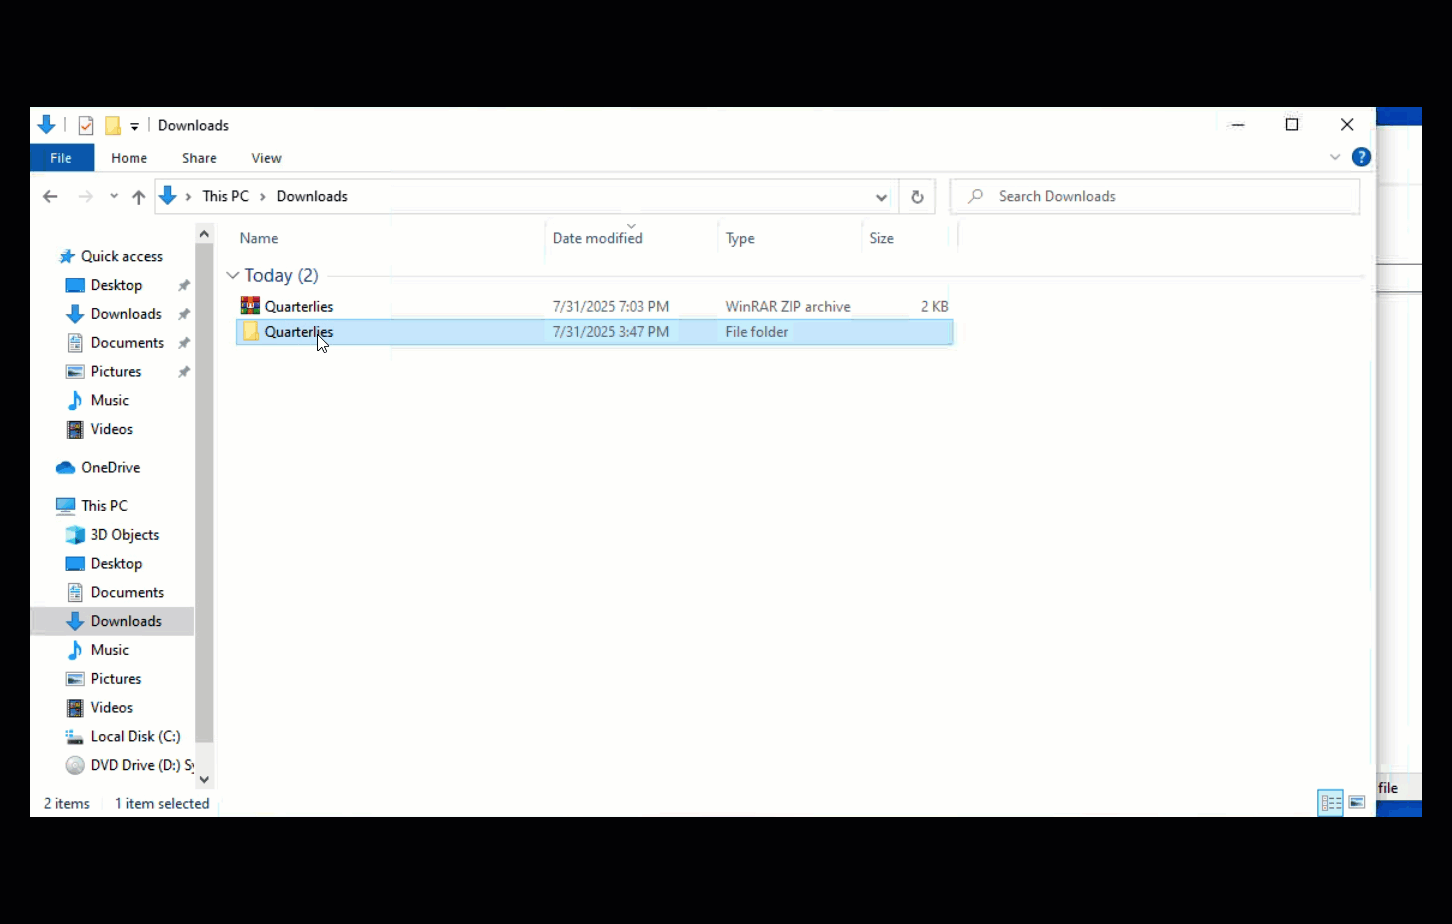 Downloads
File Home Share View
This PC > Downloads
Search Downloads
Name Date modified Type Size
Today (2)
Quarterlies 7/31/2025 7:03 PM WinRAR ZIP archive 2 KB
Quarterlies 7/31/2025 3:47 PM File folder
Quick access
Desktop
Downloads
Documents
Pictures
Music
Videos
OneDrive
This PC
3D Objects
Desktop
Documents
Downloads
Music
Pictures
Videos
Local Disk (C:)
DVD Drive (D:) Sy
file
2 items 1 item selected